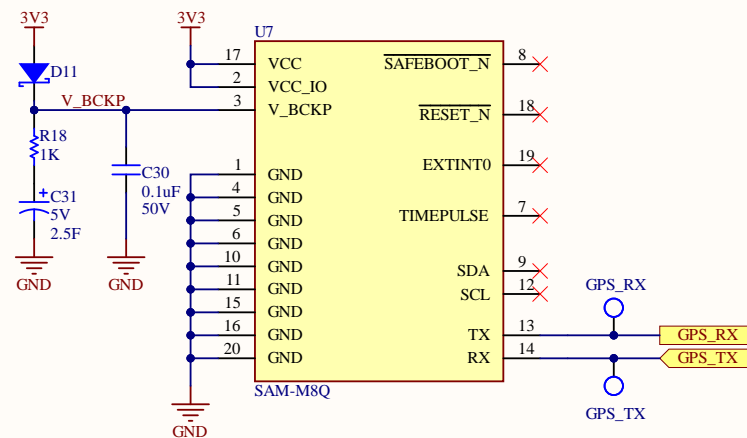 3V3
3V3
U7
D11
V_BCKP
R18
1K
C31
5V
2.5F
C30
0.1uF
50V
GND
GND
17 VCC
2 VCC_IO
3 V_BCKP
1 GND
4 GND
5 GND
6 GND
10 GND
11 GND
15 GND
16 GND
20 GND
SAFEBOOT_N 8
RESET_N 18
EXTINT0 19
TIMEPULSE 7
SDA 9
SCL 12
TX 13
RX 14
SAM-M8Q
GND
GPS_RX
GPS_RX
GPS_TX
GPS_TX